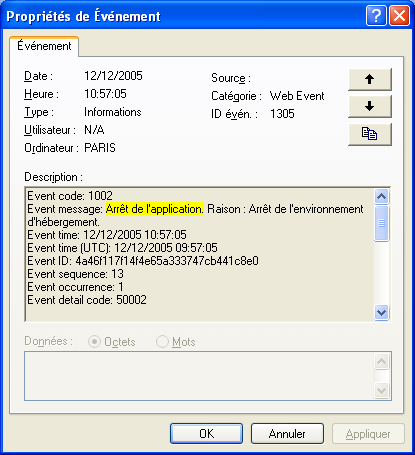 Propriétés de Événement
Événement
Date : 12/12/2005 Source :
Heure : 10:57:05 Catégorie : Web Event
Type : Informations ID évén. : 1305
Utilisateur : N/A
Ordinateur : PARIS
Description :
Event code: 1002
Event message: Arrêt de l'application. Raison : Arrêt de l'environnement
d'hébergement.
Event time: 12/12/2005 10:57:05
Event time (UTC): 12/12/2005 09:57:05
Event ID: 4a46f117f14f4e65a333747cb441c8e0
Event sequence: 13
Event occurrence: 1
Event detail code: 50002
Données : Octets Mots
OK Annuler Appliquer